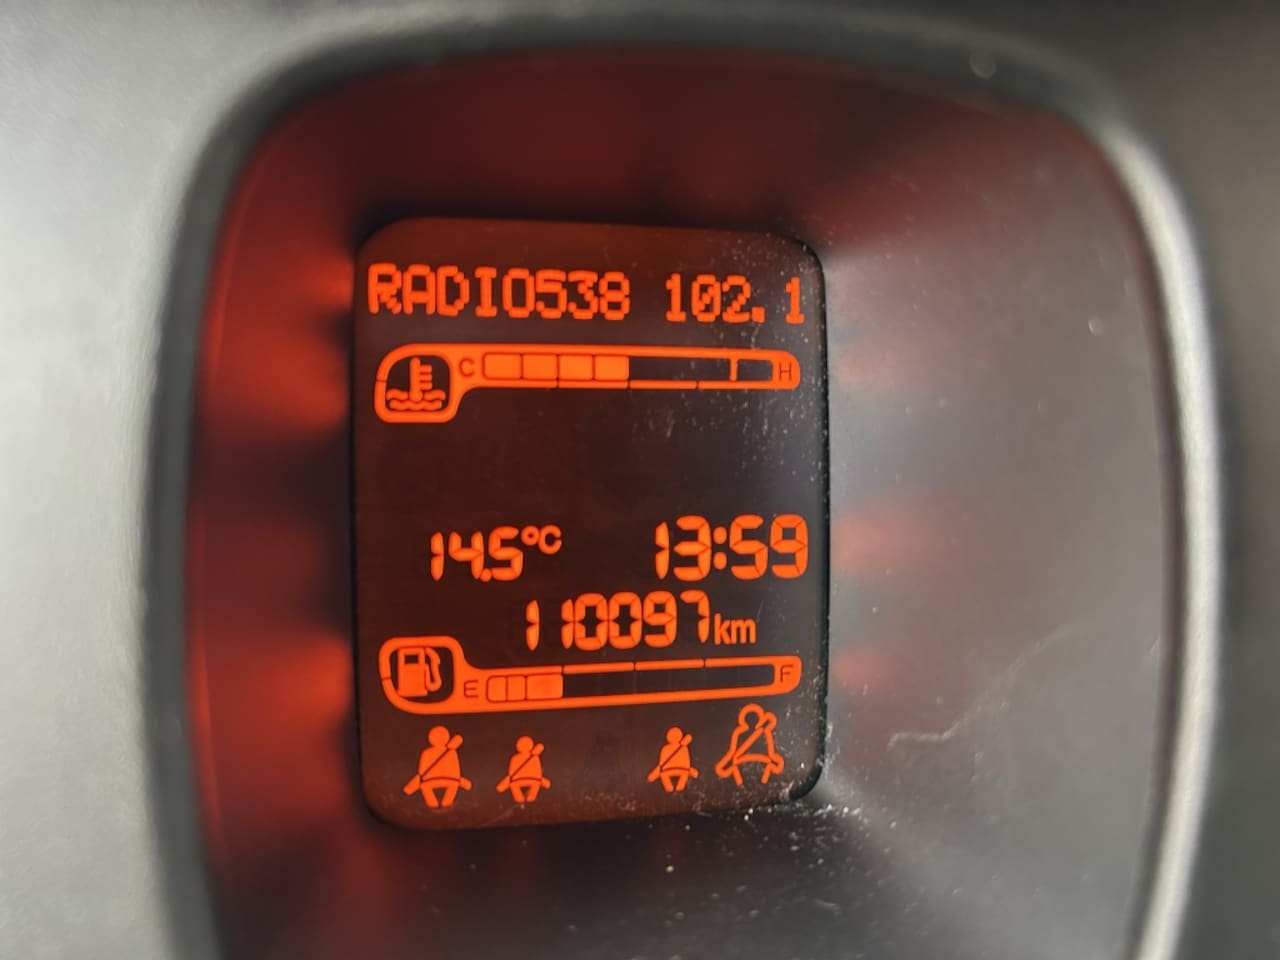 RADIO538 102.1
C H
14.5°C 13:59
110097km
E F